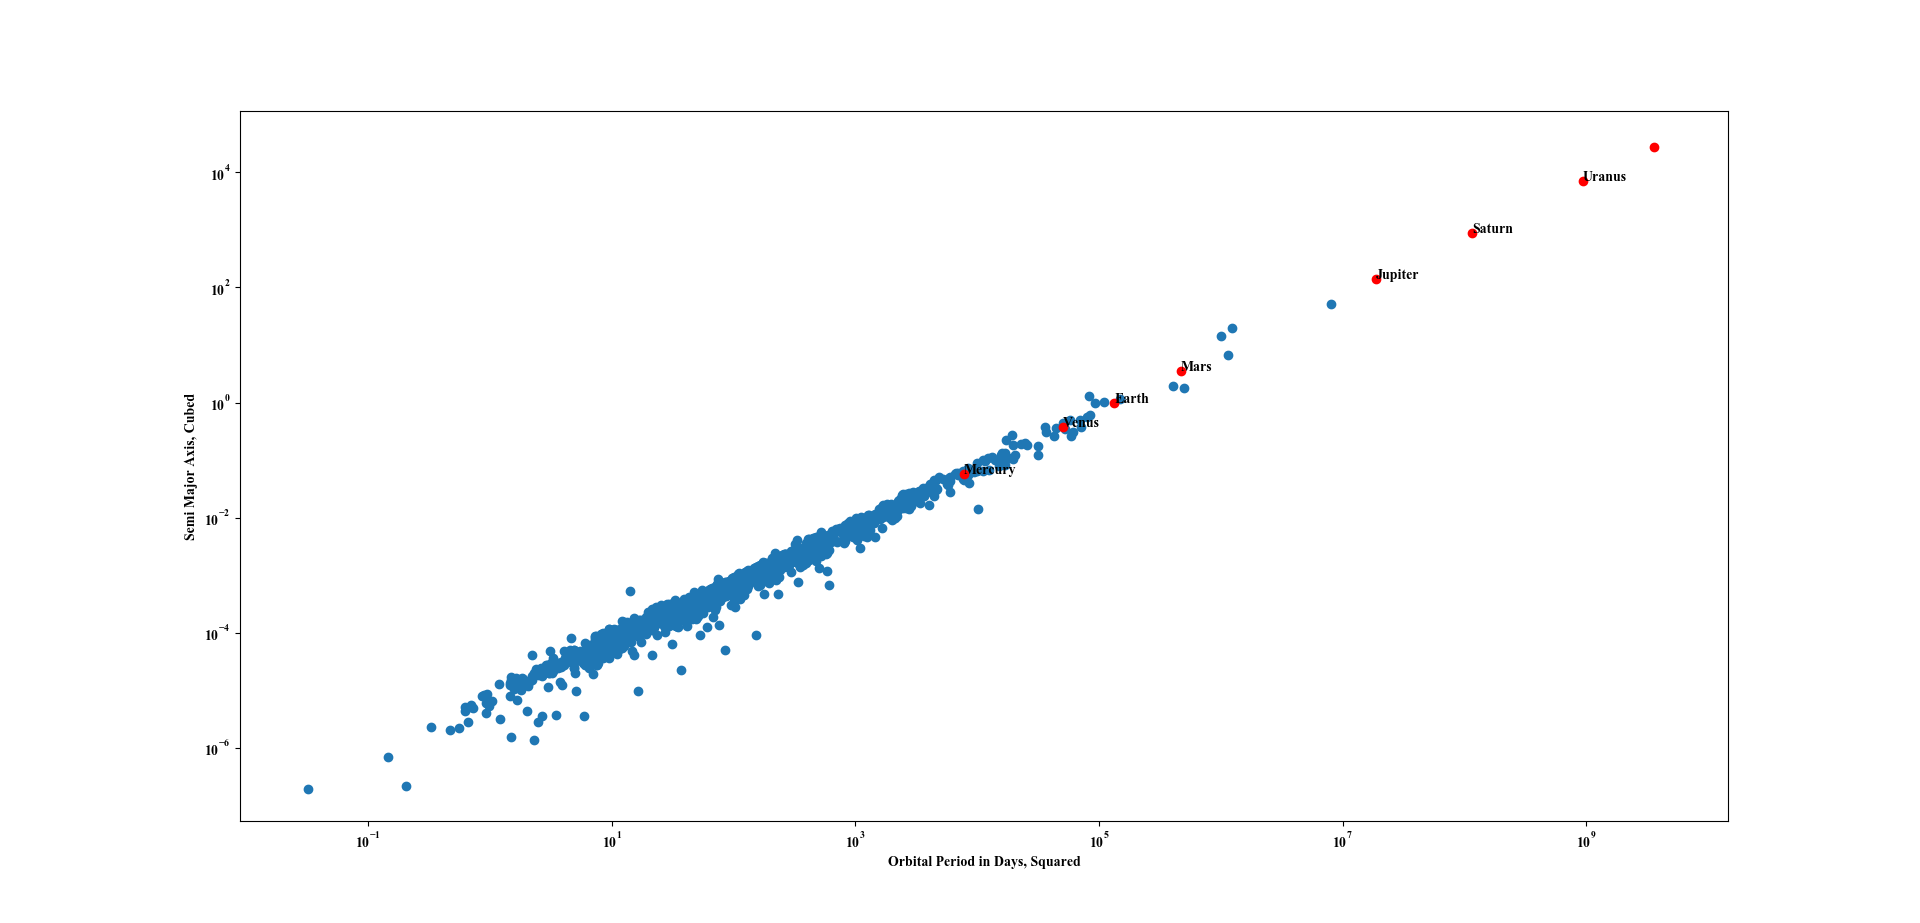 10^4
Uranus
Saturn
10^2
Jupiter
Mars
10^0
Earth
Venus
Mercury
10^−2
10^−4
10^−6
Semi Major Axis, Cubed
10^−1 10^1 10^3 10^5 10^7 10^9
Orbital Period in Days, Squared